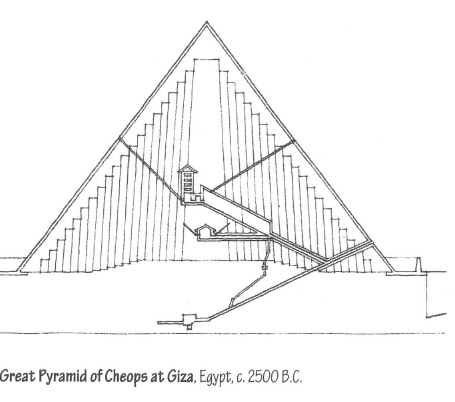 Great Pyramid of Cheops at Giza, Egypt, c. 2500 B.C.